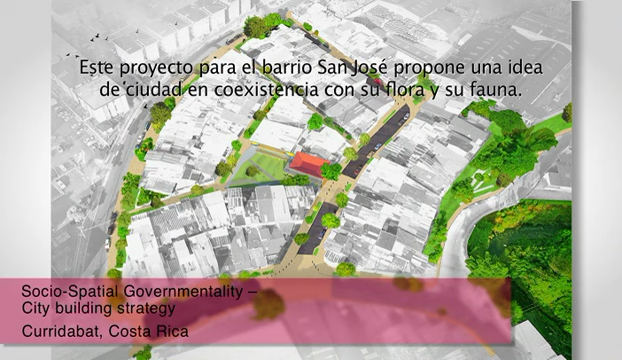 Este proyecto para el barrio San José propone una idea
de ciudad en coexistencia con su flora y su fauna.
Socio-Spatial Governmentality –
City building strategy
Curridabat, Costa Rica